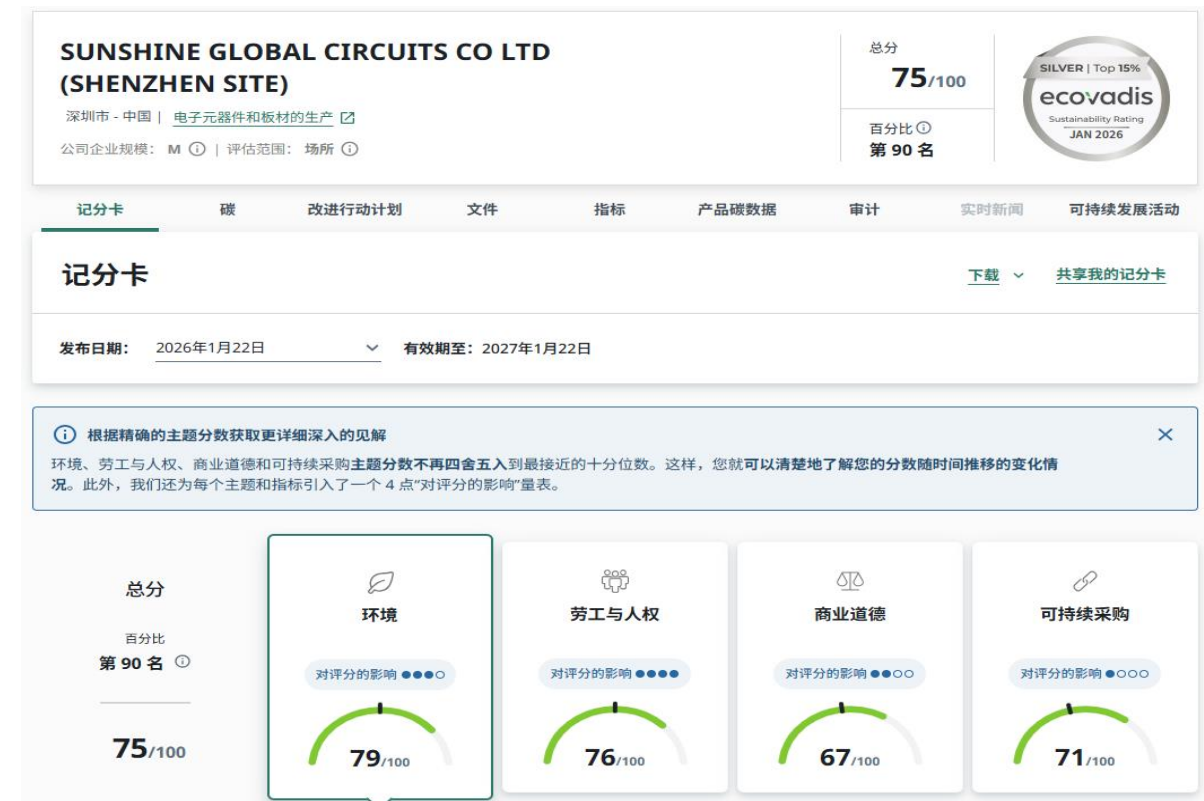 SUNSHINE GLOBAL CIRCUITS CO LTD
(SHENZHEN SITE)
深圳市 - 中国 | 电子元器件和板材的生产
公司企业规模: M | 评估范围: 场所
总分
75/100
百分比
第 90 名
SILVER | Top 15%
ecovadis
Sustainability Rating
JAN 2026
记分卡 碳 改进行动计划 文件 指标 产品碳数据 审计 实时新闻 可持续发展活动
记分卡
下载 共享我的记分卡
发布日期: 2026年1月22日 有效期至: 2027年1月22日
根据精确的主题分数获取更详细深入的见解
环境、劳工与人权、商业道德和可持续采购主题分数不再四舍五入到最接近的十分位数。这样，您就可以清楚地了解您的分数随时间推移的变化情
况。此外，我们还为每个主题和指标引入了一个 4 点“对评分的影响”量表。
总分
百分比
第 90 名
75/100
环境
对评分的影响
79/100
劳工与人权
对评分的影响
76/100
商业道德
对评分的影响
67/100
可持续采购
对评分的影响
71/100